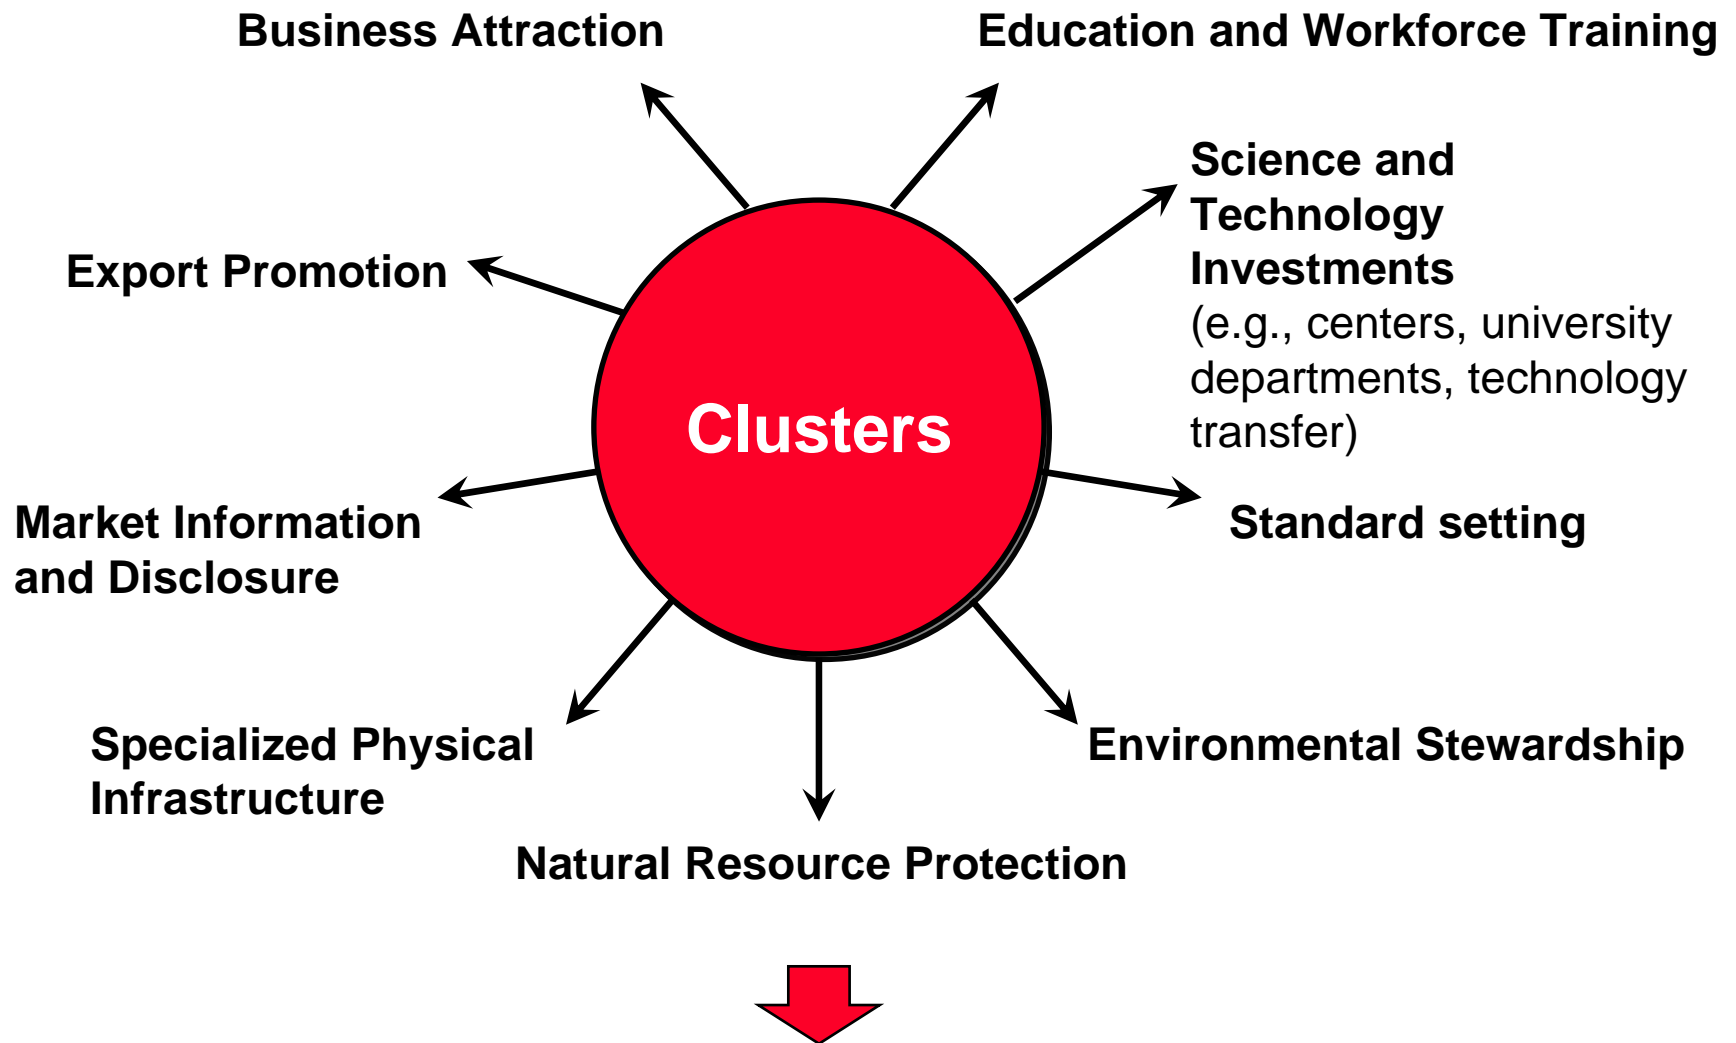 Business Attraction
Education and Workforce Training
Science and
Technology
Investments
(e.g., centers, university
departments, technology
transfer)
Export Promotion
Clusters
Market Information
and Disclosure
Standard setting
Specialized Physical
Infrastructure
Environmental Stewardship
Natural Resource Protection